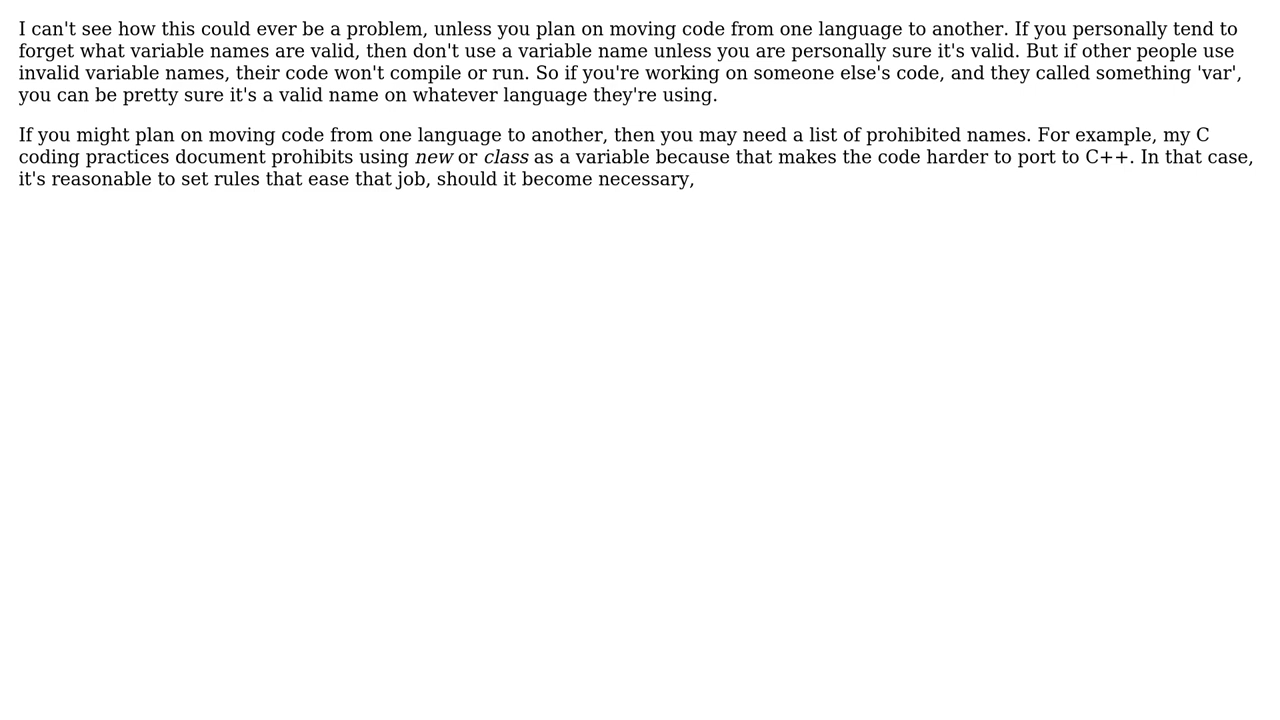 I can't see how this could ever be a problem, unless you plan on moving code from one language to another. If you personally tend to
forget what variable names are valid, then don't use a variable name unless you are personally sure it's valid. But if other people use
invalid variable names, their code won't compile or run. So if you're working on someone else's code, and they called something 'var',
you can be pretty sure it's a valid name on whatever language they're using.
If you might plan on moving code from one language to another, then you may need a list of prohibited names. For example, my C
coding practices document prohibits using new or class as a variable because that makes the code harder to port to C++. In that case,
it's reasonable to set rules that ease that job, should it become necessary,